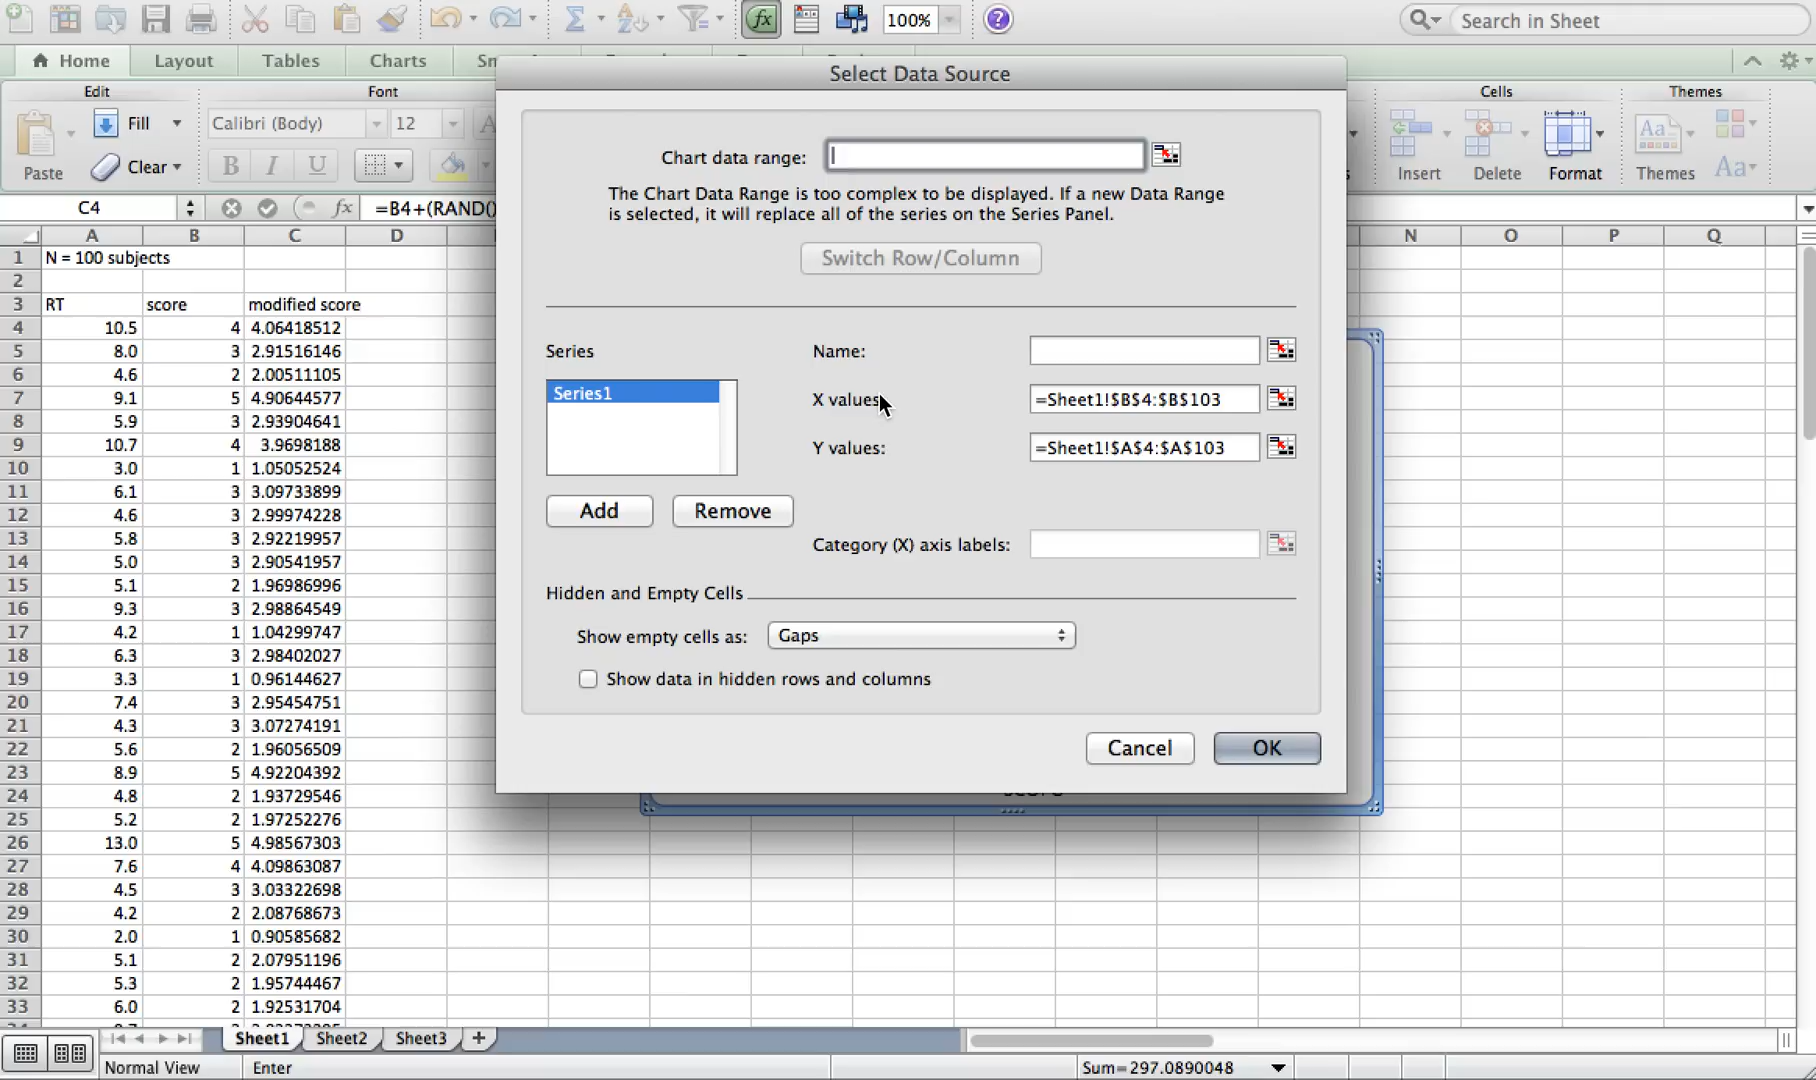 100%
Search in Sheet
Home
Layout
Tables
Charts
Select Data Source
Edit
Font
Cells
Themes
Paste
Fill
Clear
Calibri (Body)
12
B I U
Insert
Delete
Format
Themes
Aa
C4
fx
=B4+(RAND()
Chart data range:
The Chart Data Range is too complex to be displayed. If a new Data Range
is selected, it will replace all of the series on the Series Panel.
Switch Row/Column
Series
Series1
Add
Remove
Name:
X values:
=Sheet1!$B$4:$B$103
Y values:
=Sheet1!$A$4:$A$103
Category (X) axis labels:
Hidden and Empty Cells
Show empty cells as:
Gaps
Show data in hidden rows and columns
Cancel
OK
A B C D N O P Q
1 N = 100 subjects
2
3 RT score modified score
4 10.5 4 4.06418512
5 8.0 3 2.91516146
6 4.6 2 2.00511105
7 9.1 5 4.90644577
8 5.9 3 2.93904641
9 10.7 4 3.9698188
10 3.0 1 1.05052524
11 6.1 3 3.09733899
12 4.6 3 2.99974228
13 5.8 3 2.92219957
14 5.0 3 2.90541957
15 5.1 2 1.96986996
16 9.3 3 2.98864549
17 4.2 1 1.04299747
18 6.3 3 2.98402027
19 3.3 1 0.96144627
20 7.4 3 2.95454751
21 4.3 3 3.07274191
22 5.6 2 1.96056509
23 8.9 5 4.92204392
24 4.8 2 1.93729546
25 5.2 2 1.97252276
26 13.0 5 4.98567303
27 7.6 4 4.09863087
28 4.5 3 3.03322698
29 4.2 2 2.08768673
30 2.0 1 0.90585682
31 5.1 2 2.07951196
32 5.3 2 1.95744467
33 6.0 2 1.92531704
Sheet1
Sheet2
Sheet3
Normal View
Enter
Sum=297.0890048